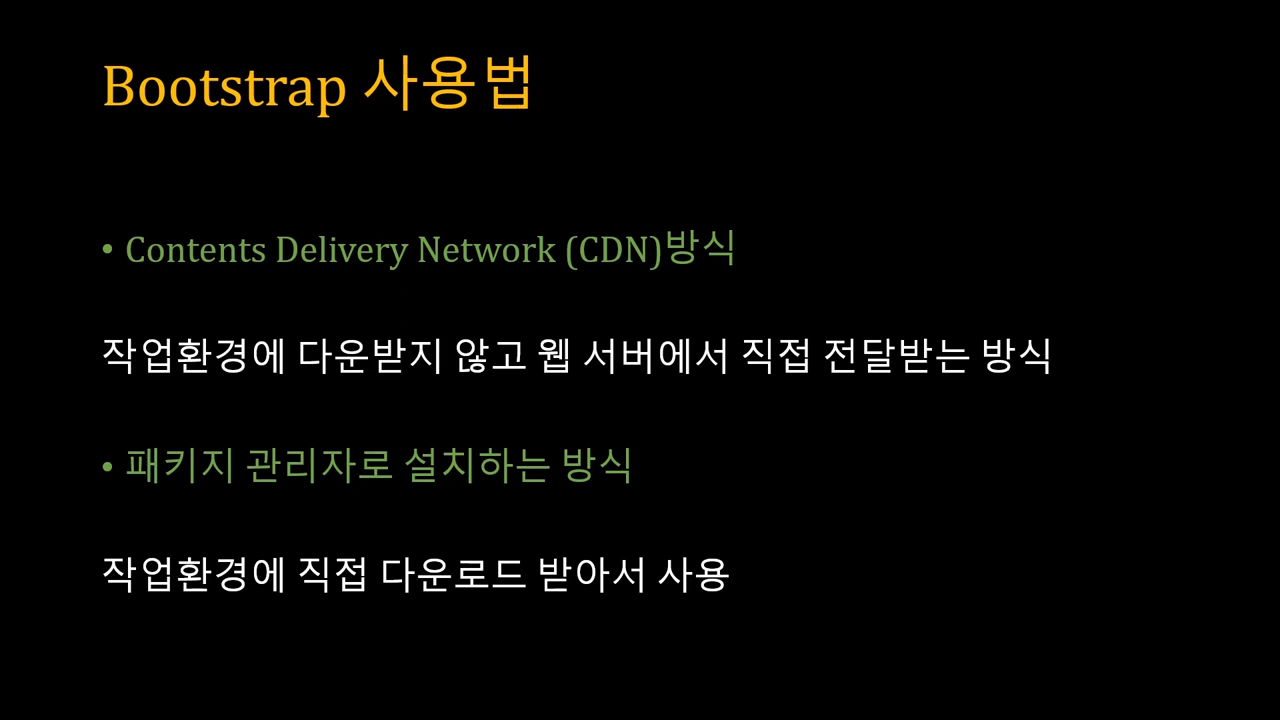 Bootstrap 사용법
• Contents Delivery Network (CDN)방식
작업환경에 다운받지 않고 웹 서버에서 직접 전달받는 방식
• 패키지 관리자로 설치하는 방식
작업환경에 직접 다운로드 받아서 사용